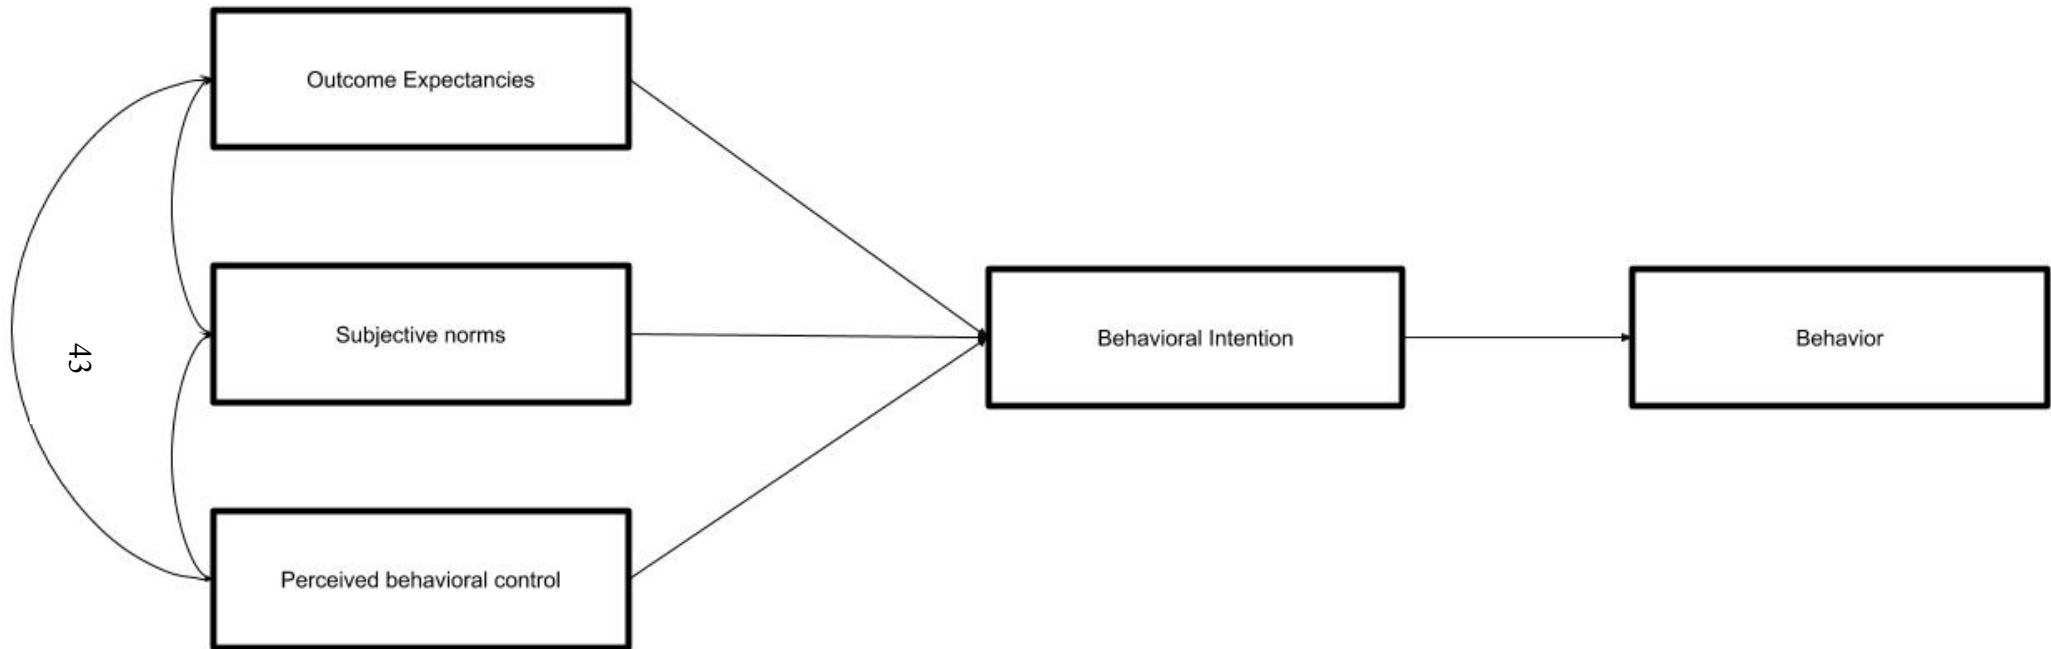 Outcome Expectancies
Subjective norms
43
Behavioral Intention
Behavior
Perceived behavioral control